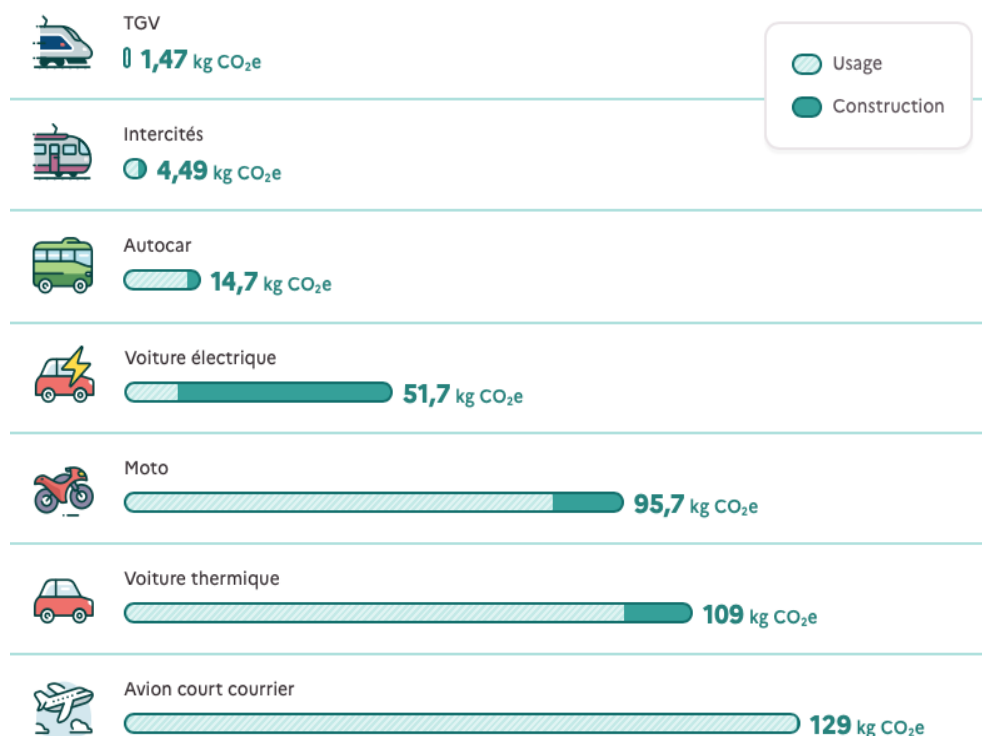 TGV
1,47 kg CO₂e
Usage
Construction
Intercités
4,49 kg CO₂e
Autocar
14,7 kg CO₂e
Voiture électrique
51,7 kg CO₂e
Moto
95,7 kg CO₂e
Voiture thermique
109 kg CO₂e
Avion court courrier
129 kg CO₂e